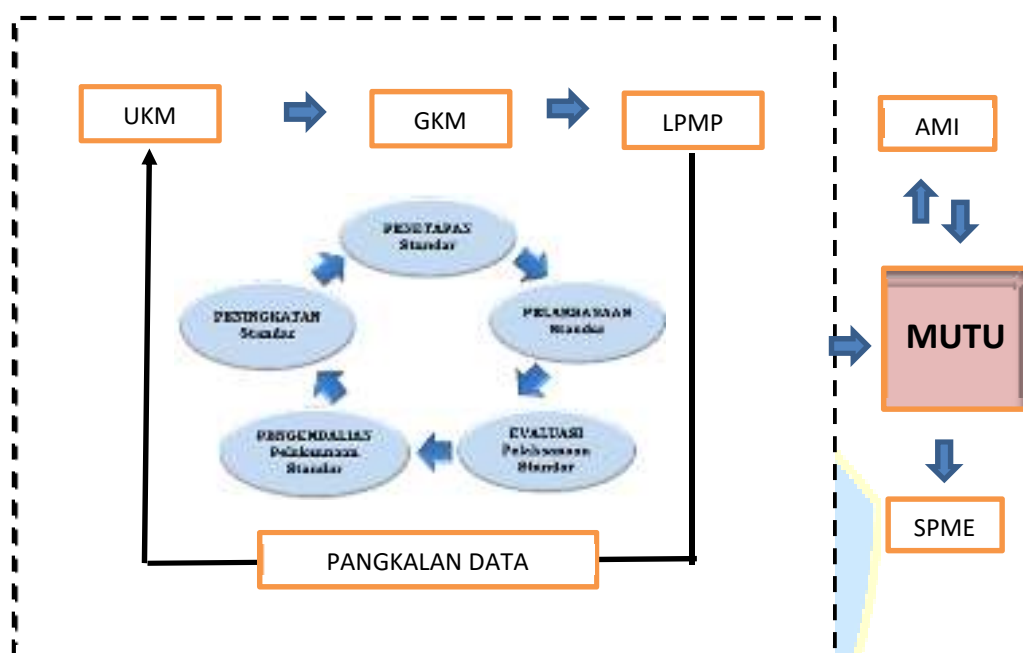 UKM
GKM
LPMP
AMI
PENETAPAN
Standar
PENINGKATAN
Standar
PELAKSANAAN
Standar
MUTU
PENGENDALIAN
Pelaksanaan
Standar
EVALUASI
Pelaksanaan
Standar
SPME
PANGKALAN DATA